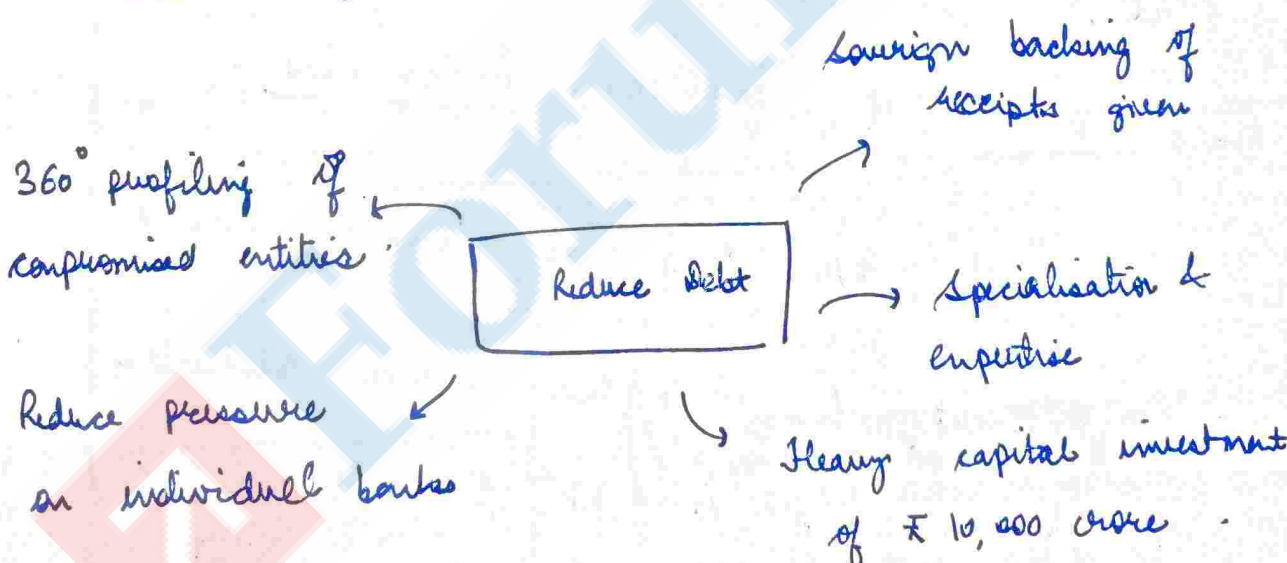 Sovereign backing of
receipts given
360° profiling of
compromised entities.
Reduce Debt
Specialisation &
expertise
Reduce pressure
on individual banks
Heavy capital investment
of ₹ 10,000 crore.
Forum